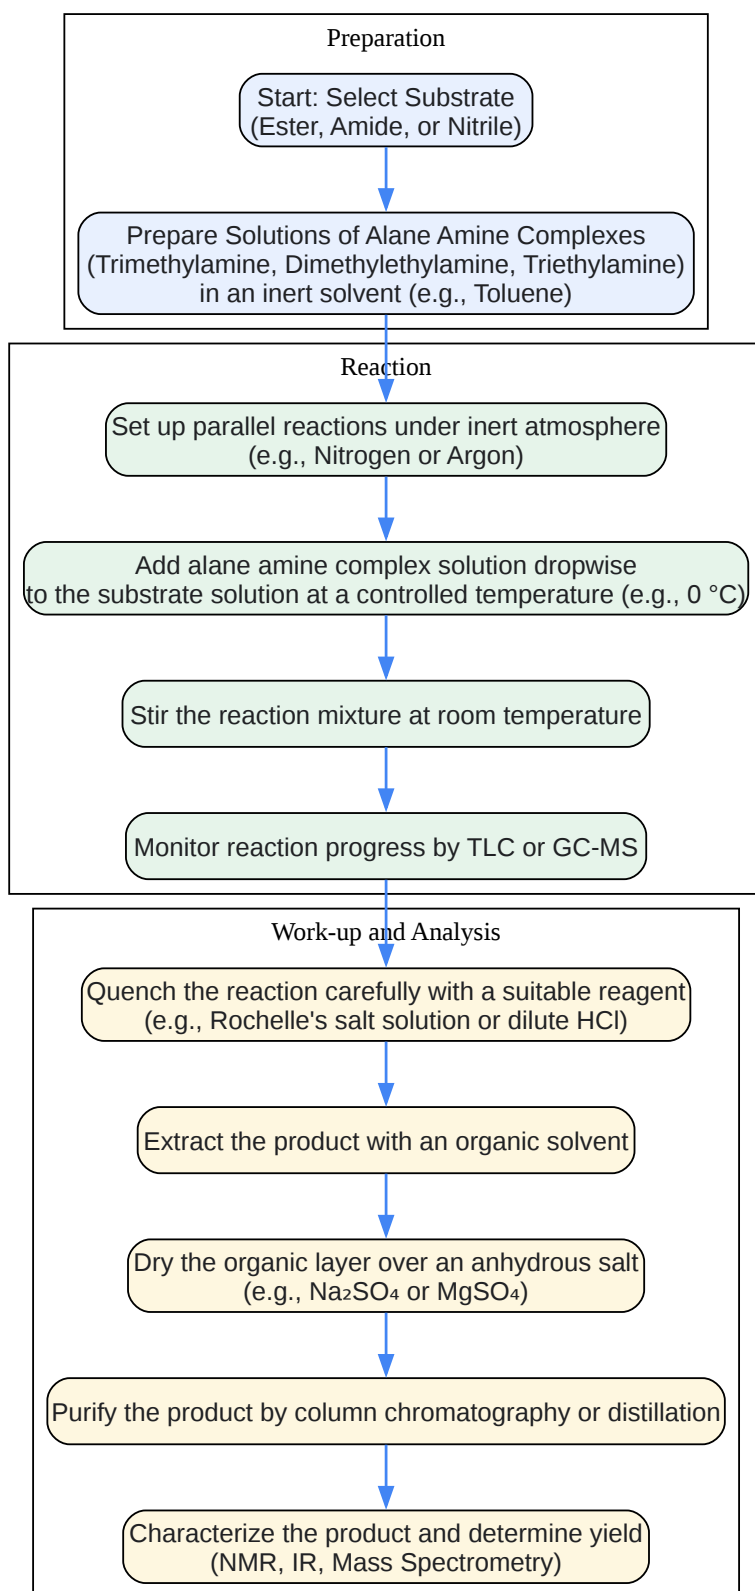 Preparation
Start: Select Substrate
(Ester, Amide, or Nitrile)
Prepare Solutions of Alane Amine Complexes
(Trimethylamine, Dimethylethylamine, Triethylamine)
in an inert solvent (e.g., Toluene)
Reaction
Set up parallel reactions under inert atmosphere
(e.g., Nitrogen or Argon)
Add alane amine complex solution dropwise
to the substrate solution at a controlled temperature (e.g., 0 °C)
Stir the reaction mixture at room temperature
Monitor reaction progress by TLC or GC-MS
Work-up and Analysis
Quench the reaction carefully with a suitable reagent
(e.g., Rochelle's salt solution or dilute HCl)
Extract the product with an organic solvent
Dry the organic layer over an anhydrous salt
(e.g., Na₂SO₄ or MgSO₄)
Purify the product by column chromatography or distillation
Characterize the product and determine yield
(NMR, IR, Mass Spectrometry)